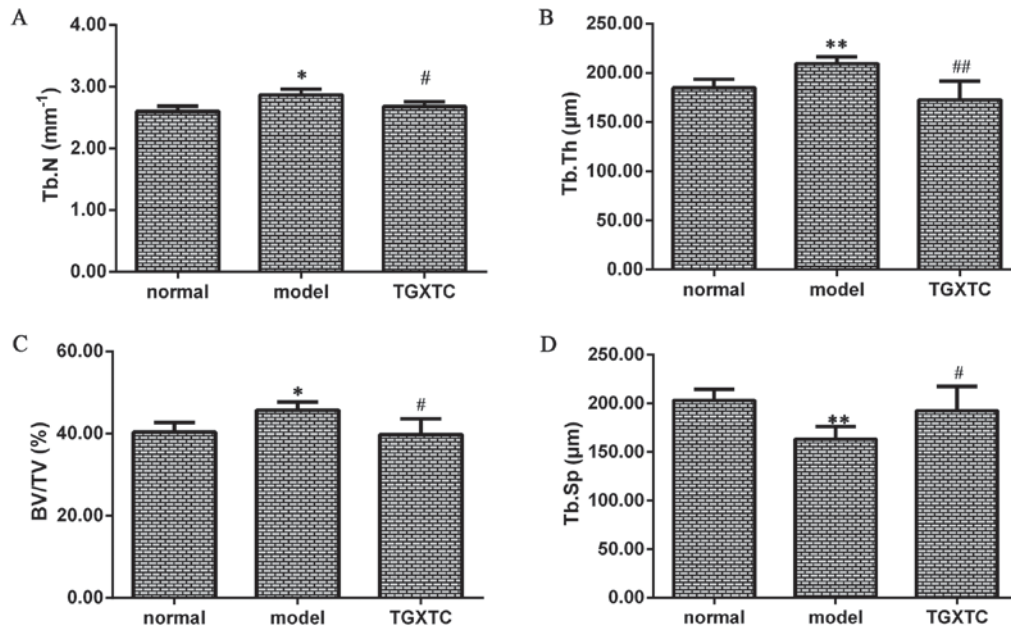 A
Tb.N (mm⁻¹)
4.00
3.00
2.00
1.00
0.00
*
#
normal model TGXTC
B
Tb.Th (μm)
250.00
200.00
150.00
100.00
50.00
0.00
**
##
normal model TGXTC
C
BV/TV (%)
60.00
40.00
20.00
0.00
*
#
normal model TGXTC
D
Tb.Sp (μm)
250.00
200.00
150.00
100.00
50.00
0.00
**
#
normal model TGXTC